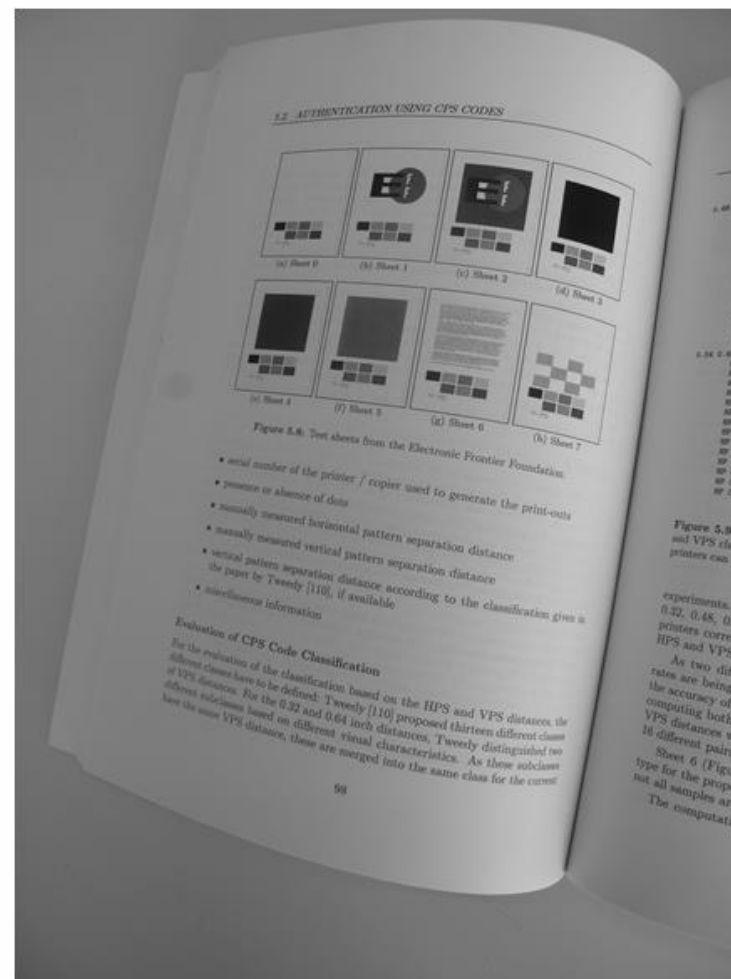 5.2 AUTHENTICATION USING CPS CODES
(a) Sheet 0
(b) Sheet 1
(c) Sheet 2
(d) Sheet 3
(e) Sheet 4
(f) Sheet 5
(g) Sheet 6
(h) Sheet 7
Figure 5.8: Test sheets from the Electronic Frontier Foundation.
• serial number of the printer / copier used to generate the print-outs
• presence or absence of dots
• manually measured horizontal pattern separation distance
• manually measured vertical pattern separation distance
• vertical pattern separation distance according to the classification given in
the paper by Tweedy [110], if available
• miscellaneous information
Evaluation of CPS Code Classification
For the evaluation of the classification based on the HPS and VPS distances, the
different classes have to be defined: Tweedy [110] proposed thirteen different classes
of VPS distances. For the 0.32 and 0.64 inch distances, Tweedy distinguished two
different subclasses based on different visual characteristics. As these subclasses
have the same VPS distance, these are merged into the same class for the current
98
Figure 5.9
and VPS
printers can
experiments.
0.32, 0.48,
printers
HPS and VPS
As two
rates are being
the accuracy of
computing both
VPS distances
16 different
Sheet 6
type for the
not all samples
The